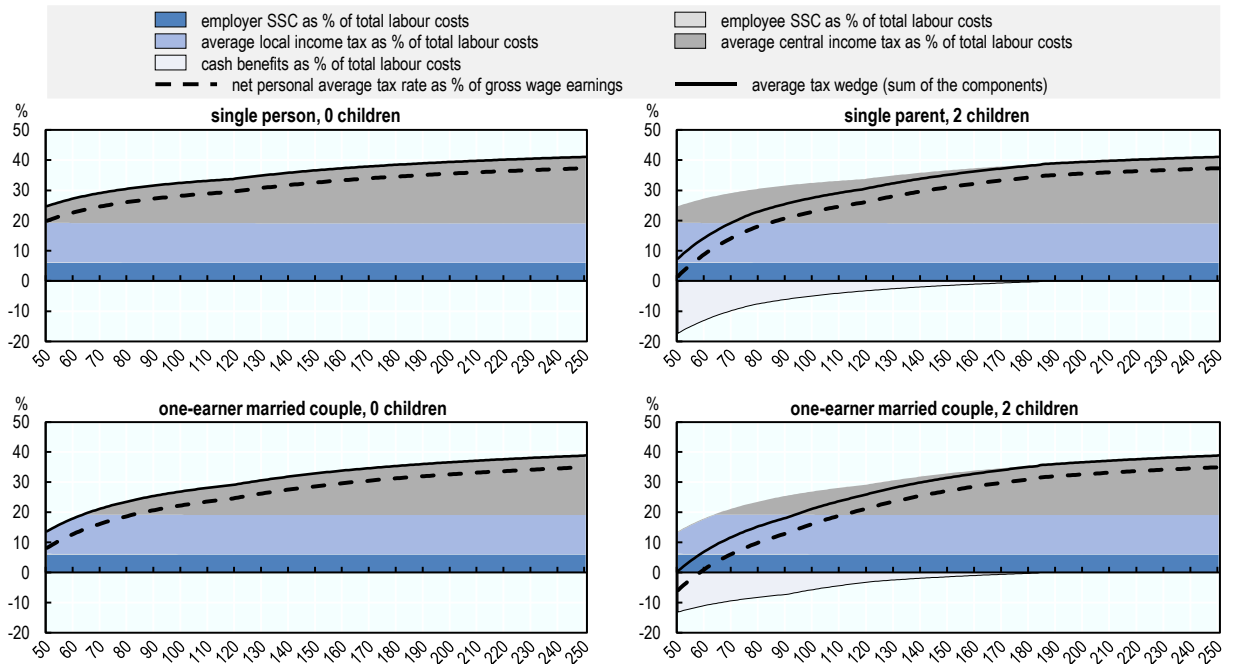 employer SSC as % of total labour costs
employee SSC as % of total labour costs
average local income tax as % of total labour costs
average central income tax as % of total labour costs
cash benefits as % of total labour costs
net personal average tax rate as % of gross wage earnings
average tax wedge (sum of the components)
%
single person, 0 children
50
40
30
20
10
0
-10
-20
50 60 70 80 90 100 110 120 130 140 150 160 170 180 190 200 210 220 230 240 250
%
single parent, 2 children
50
40
30
20
10
0
-10
-20
50 60 70 80 90 100 110 120 130 140 150 160 170 180 190 200 210 220 230 240 250
%
one-earner married couple, 0 children
50
40
30
20
10
0
-10
-20
50 60 70 80 90 100 110 120 130 140 150 160 170 180 190 200 210 220 230 240 250
%
one-earner married couple, 2 children
50
40
30
20
10
0
-10
-20
50 60 70 80 90 100 110 120 130 140 150 160 170 180 190 200 210 220 230 240 250